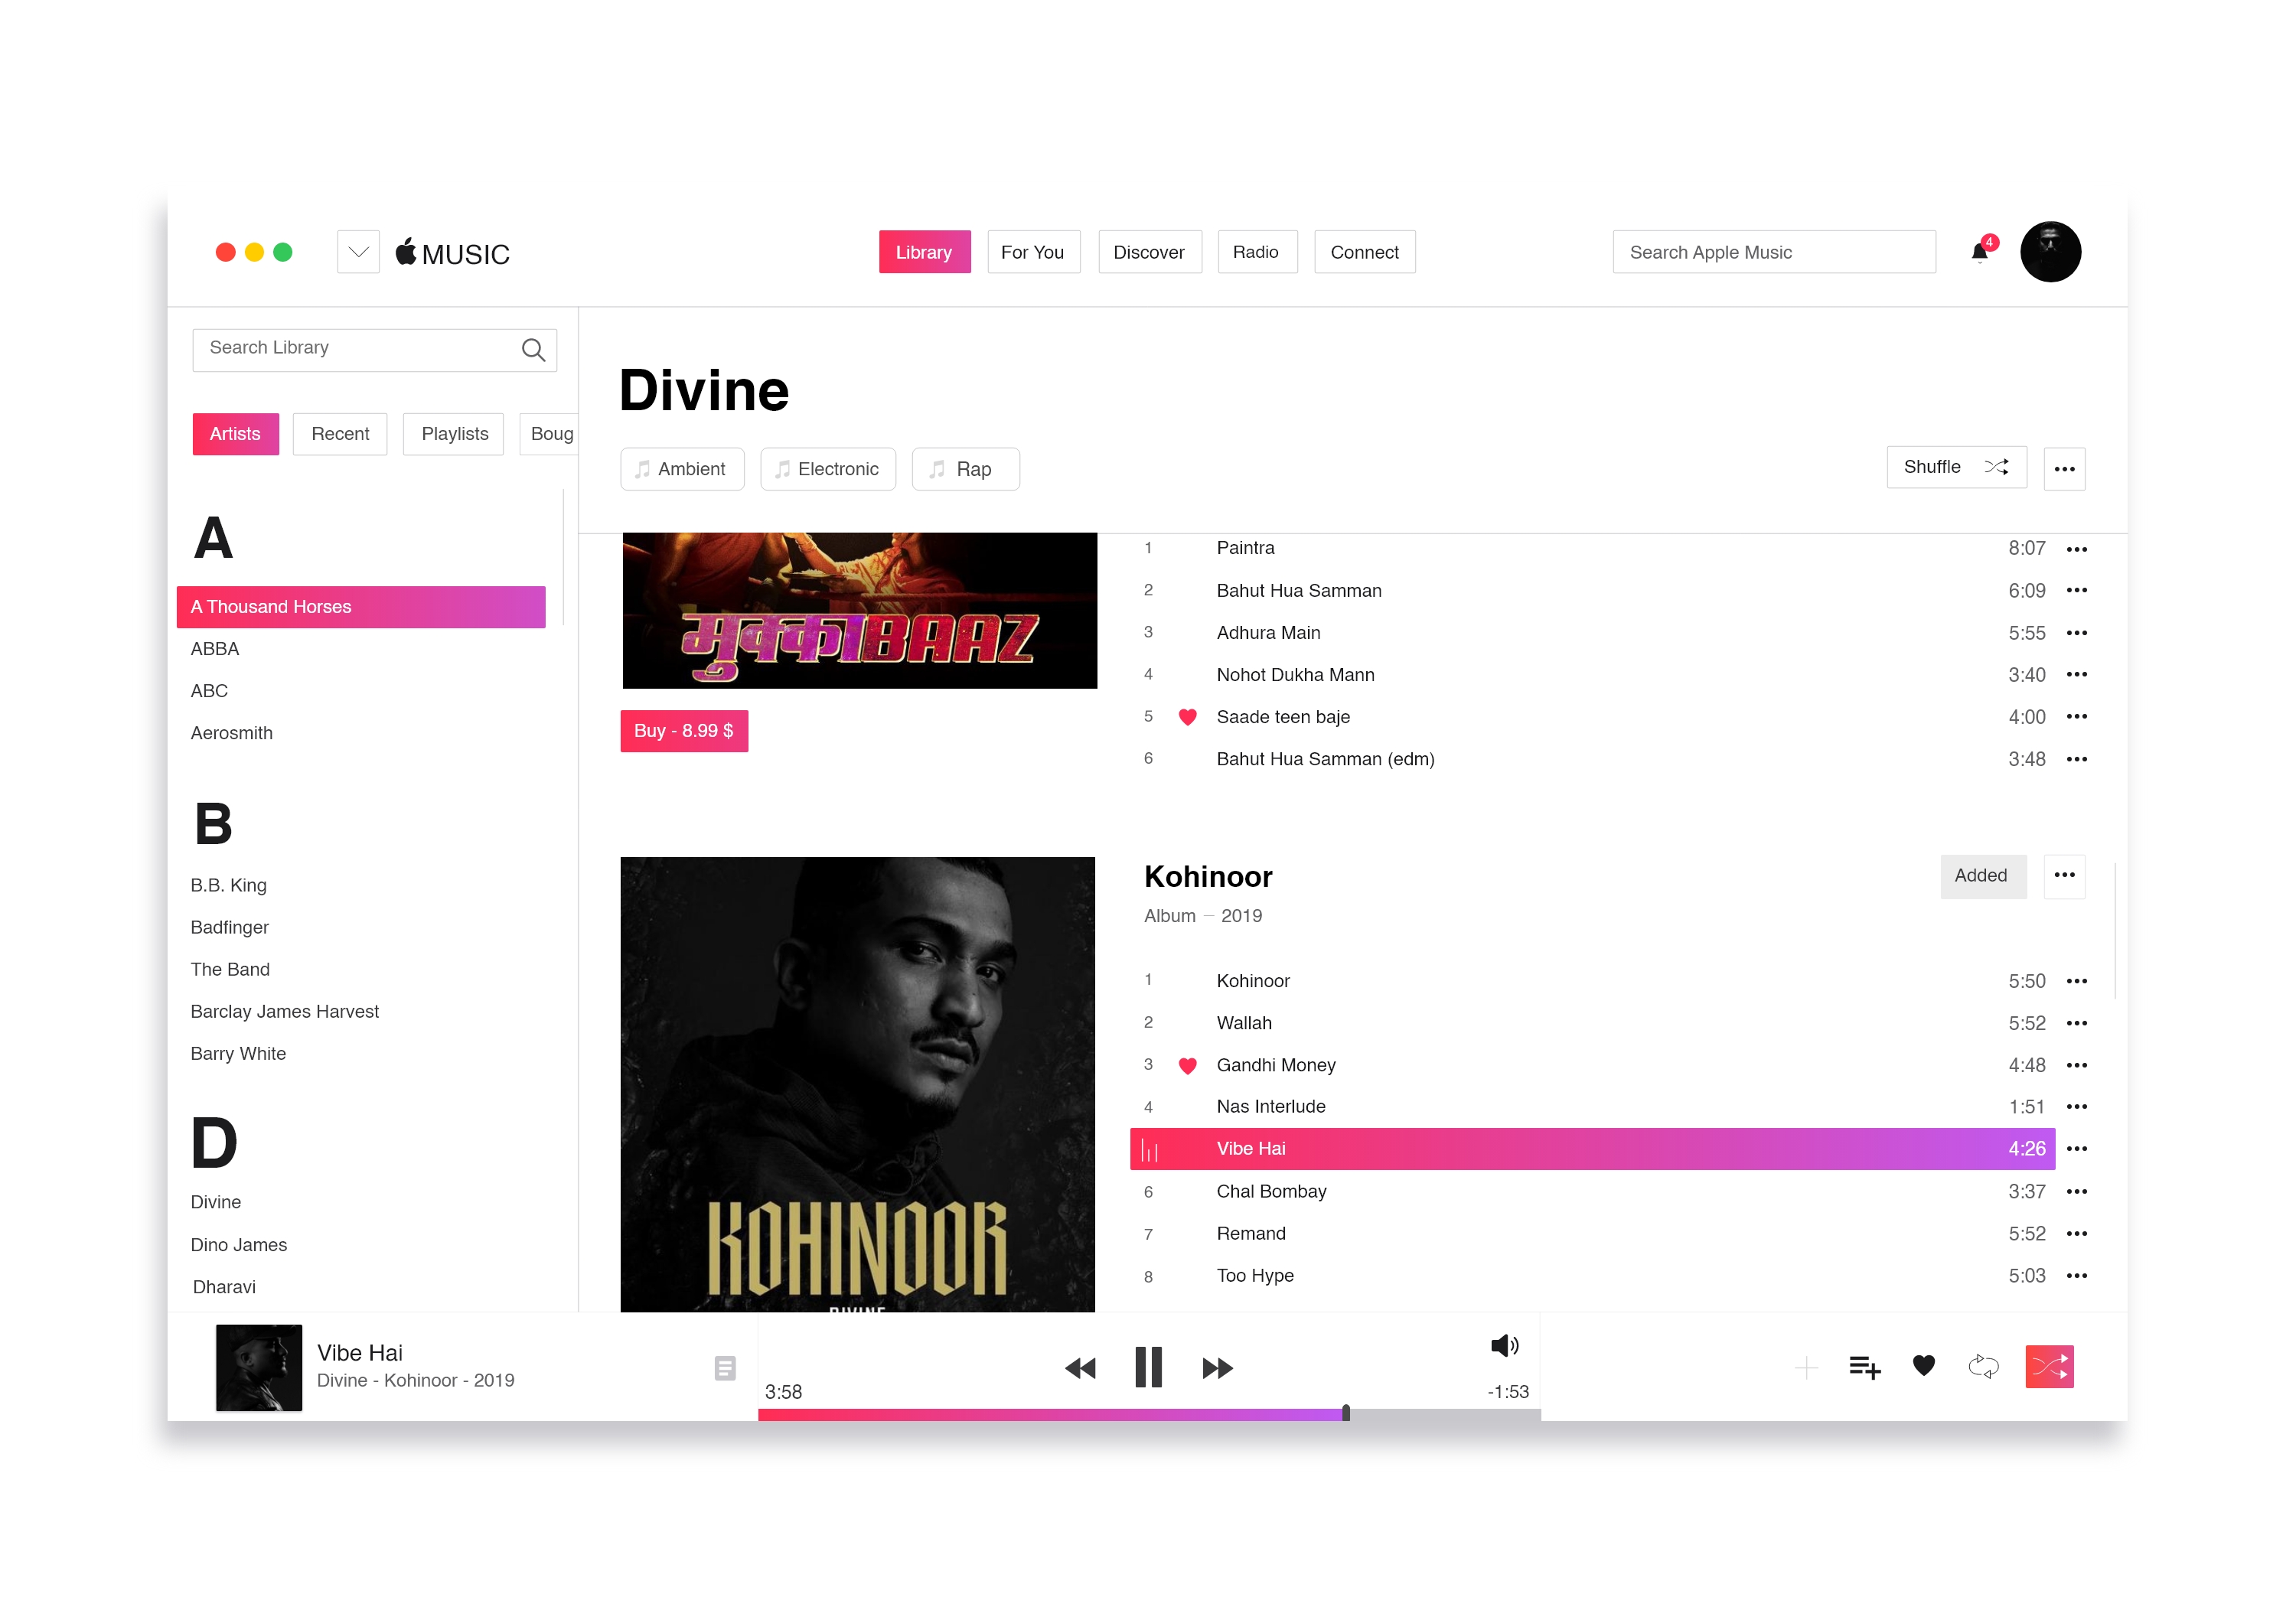 MUSIC
Library For You Discover Radio Connect
Search Apple Music
4
Search Library
Artists Recent Playlists Boug
A
A Thousand Horses
ABBA
ABC
Aerosmith
B
B.B. King
Badfinger
The Band
Barclay James Harvest
Barry White
D
Divine
Dino James
Dharavi
Divine
Ambient Electronic Rap
Shuffle
मुक्काBAAZ
Buy - 8.99 $
1 Paintra 8:07
2 Bahut Hua Samman 6:09
3 Adhura Main 5:55
4 Nohot Dukha Mann 3:40
5 Saade teen baje 4:00
6 Bahut Hua Samman (edm) 3:48
KOHINOOR
DIVINE
Kohinoor
Added
Album – 2019
1 Kohinoor 5:50
2 Wallah 5:52
3 Gandhi Money 4:48
4 Nas Interlude 1:51
Vibe Hai 4:26
6 Chal Bombay 3:37
7 Remand 5:52
8 Too Hype 5:03
Vibe Hai
Divine - Kohinoor - 2019
3:58
-1:53